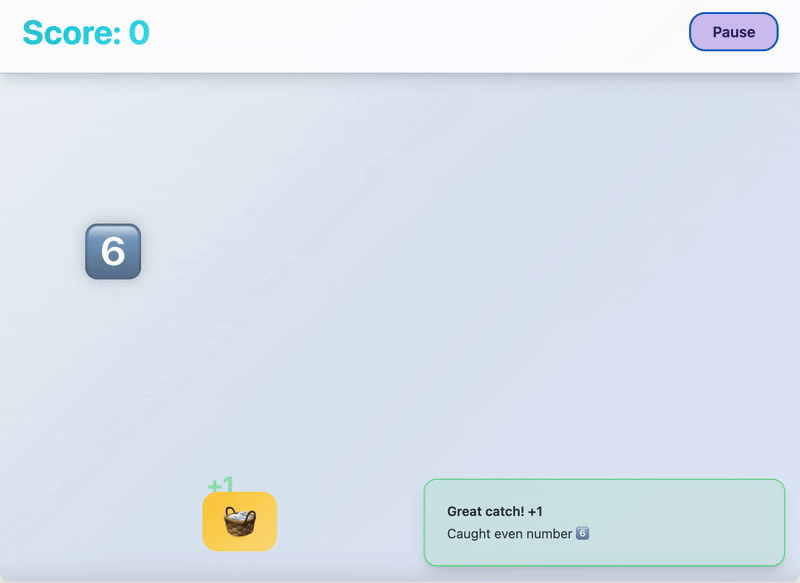 Score: 0
Pause
6
+1
Great catch! +1
Caught even number 6